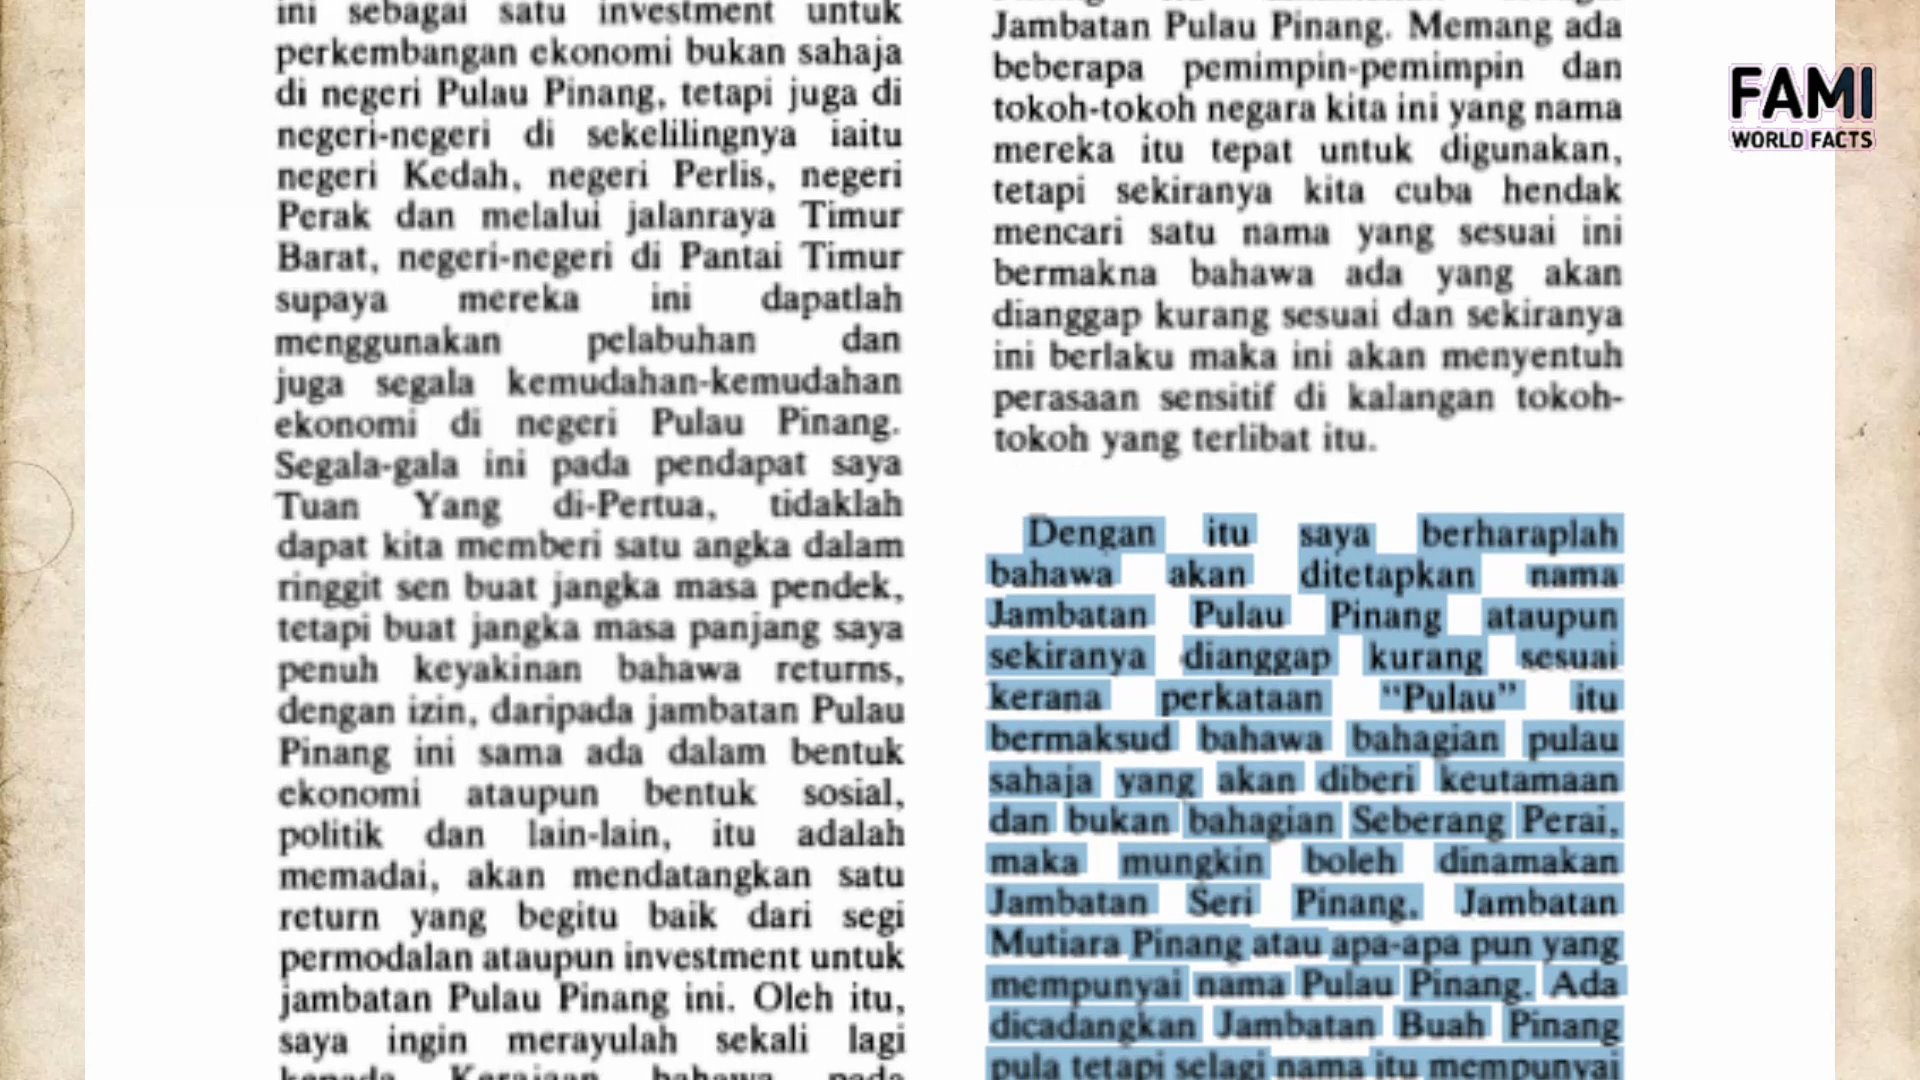 ini sebagai satu investment untuk
perkembangan ekonomi bukan sahaja
di negeri Pulau Pinang, tetapi juga di
negeri-negeri di sekelilingnya iaitu
negeri Kedah, negeri Perlis, negeri
Perak dan melalui jalanraya Timur
Barat, negeri-negeri di Pantai Timur
supaya mereka ini dapatlah
menggunakan pelabuhan dan
juga segala kemudahan-kemudahan
ekonomi di negeri Pulau Pinang.
Segala-gala ini pada pendapat saya
Tuan Yang di-Pertua, tidaklah
dapat kita memberi satu angka dalam
ringgit sen buat jangka masa pendek,
tetapi buat jangka masa panjang saya
penuh keyakinan bahawa returns,
dengan izin, daripada jambatan Pulau
Pinang ini sama ada dalam bentuk
ekonomi ataupun bentuk sosial,
politik dan lain-lain, itu adalah
memadai, akan mendatangkan satu
return yang begitu baik dari segi
permodalan ataupun investment untuk
jambatan Pulau Pinang ini. Oleh itu,
saya ingin merayulah sekali lagi
kepada Kerajaan bahawa pada
Jambatan Pulau Pinang. Memang ada
beberapa pemimpin-pemimpin dan
tokoh-tokoh negara kita ini yang nama
mereka itu tepat untuk digunakan,
tetapi sekiranya kita cuba hendak
mencari satu nama yang sesuai ini
bermakna bahawa ada yang akan
dianggap kurang sesuai dan sekiranya
ini berlaku maka ini akan menyentuh
perasaan sensitif di kalangan tokoh-
tokoh yang terlibat itu.
Dengan itu saya berharaplah
bahawa akan ditetapkan nama
Jambatan Pulau Pinang ataupun
sekiranya dianggap kurang sesuai
kerana perkataan “Pulau” itu
bermaksud bahawa bahagian pulau
sahaja yang akan diberi keutamaan
dan bukan bahagian Seberang Perai,
maka mungkin boleh dinamakan
Jambatan Seri Pinang, Jambatan
Mutiara Pinang atau apa-apa pun yang
mempunyai nama Pulau Pinang. Ada
dicadangkan Jambatan Buah Pinang
pula tetapi selagi nama itu mempunyai
FAMI
WORLD FACTS